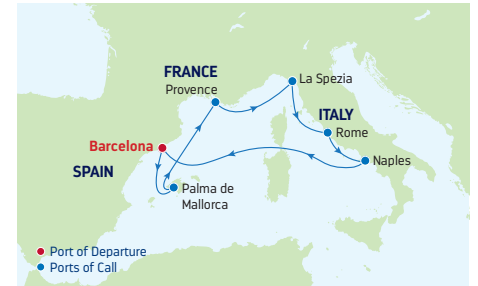 FRANCE
Provence
La Spezia
ITALY
Rome
Barcelona
Naples
SPAIN
Palma de
Mallorca
Port of Departure
Ports of Call